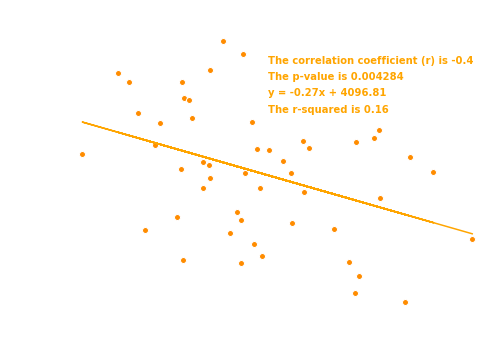 The correlation coefficient (r) is -0.4
The p-value is 0.004284
y = -0.27x + 4096.81
The r-squared is 0.16